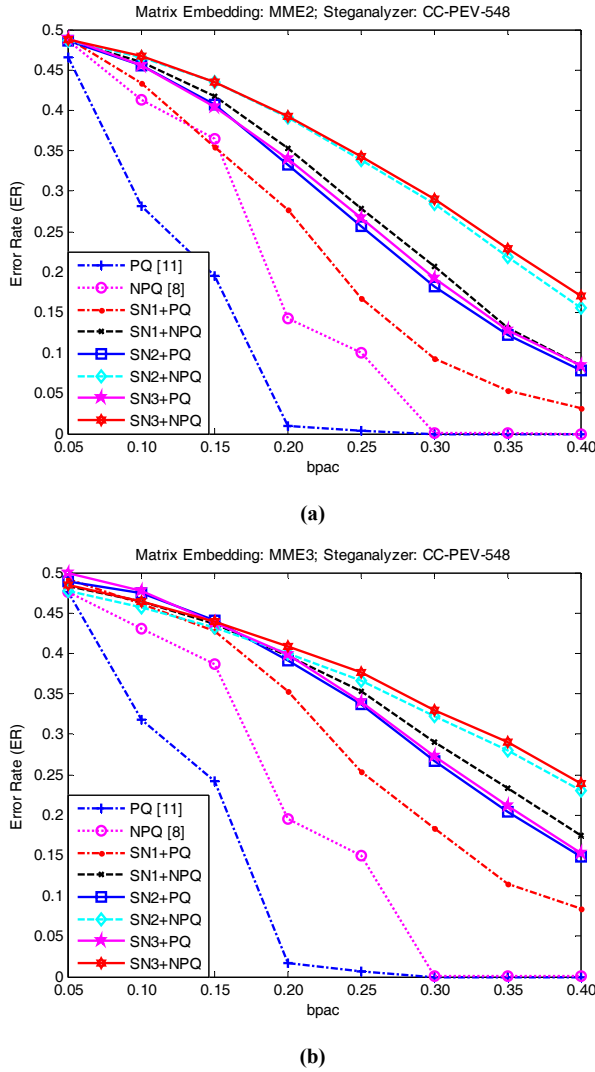 Matrix Embedding: MME2; Steganalyzer: CC-PEV-548
0.5
0.45
0.4
0.35
0.3
0.25
0.2
0.15
0.1
0.05
0
Error Rate (ER)
PQ [11]
NPQ [8]
SN1+PQ
SN1+NPQ
SN2+PQ
SN2+NPQ
SN3+PQ
SN3+NPQ
0.05 0.10 0.15 0.20 0.25 0.30 0.35 0.40
bpac
(a)
Matrix Embedding: MME3; Steganalyzer: CC-PEV-548
0.5
0.45
0.4
0.35
0.3
0.25
0.2
0.15
0.1
0.05
0
Error Rate (ER)
PQ [11]
NPQ [8]
SN1+PQ
SN1+NPQ
SN2+PQ
SN2+NPQ
SN3+PQ
SN3+NPQ
0.05 0.10 0.15 0.20 0.25 0.30 0.35 0.40
bpac
(b)